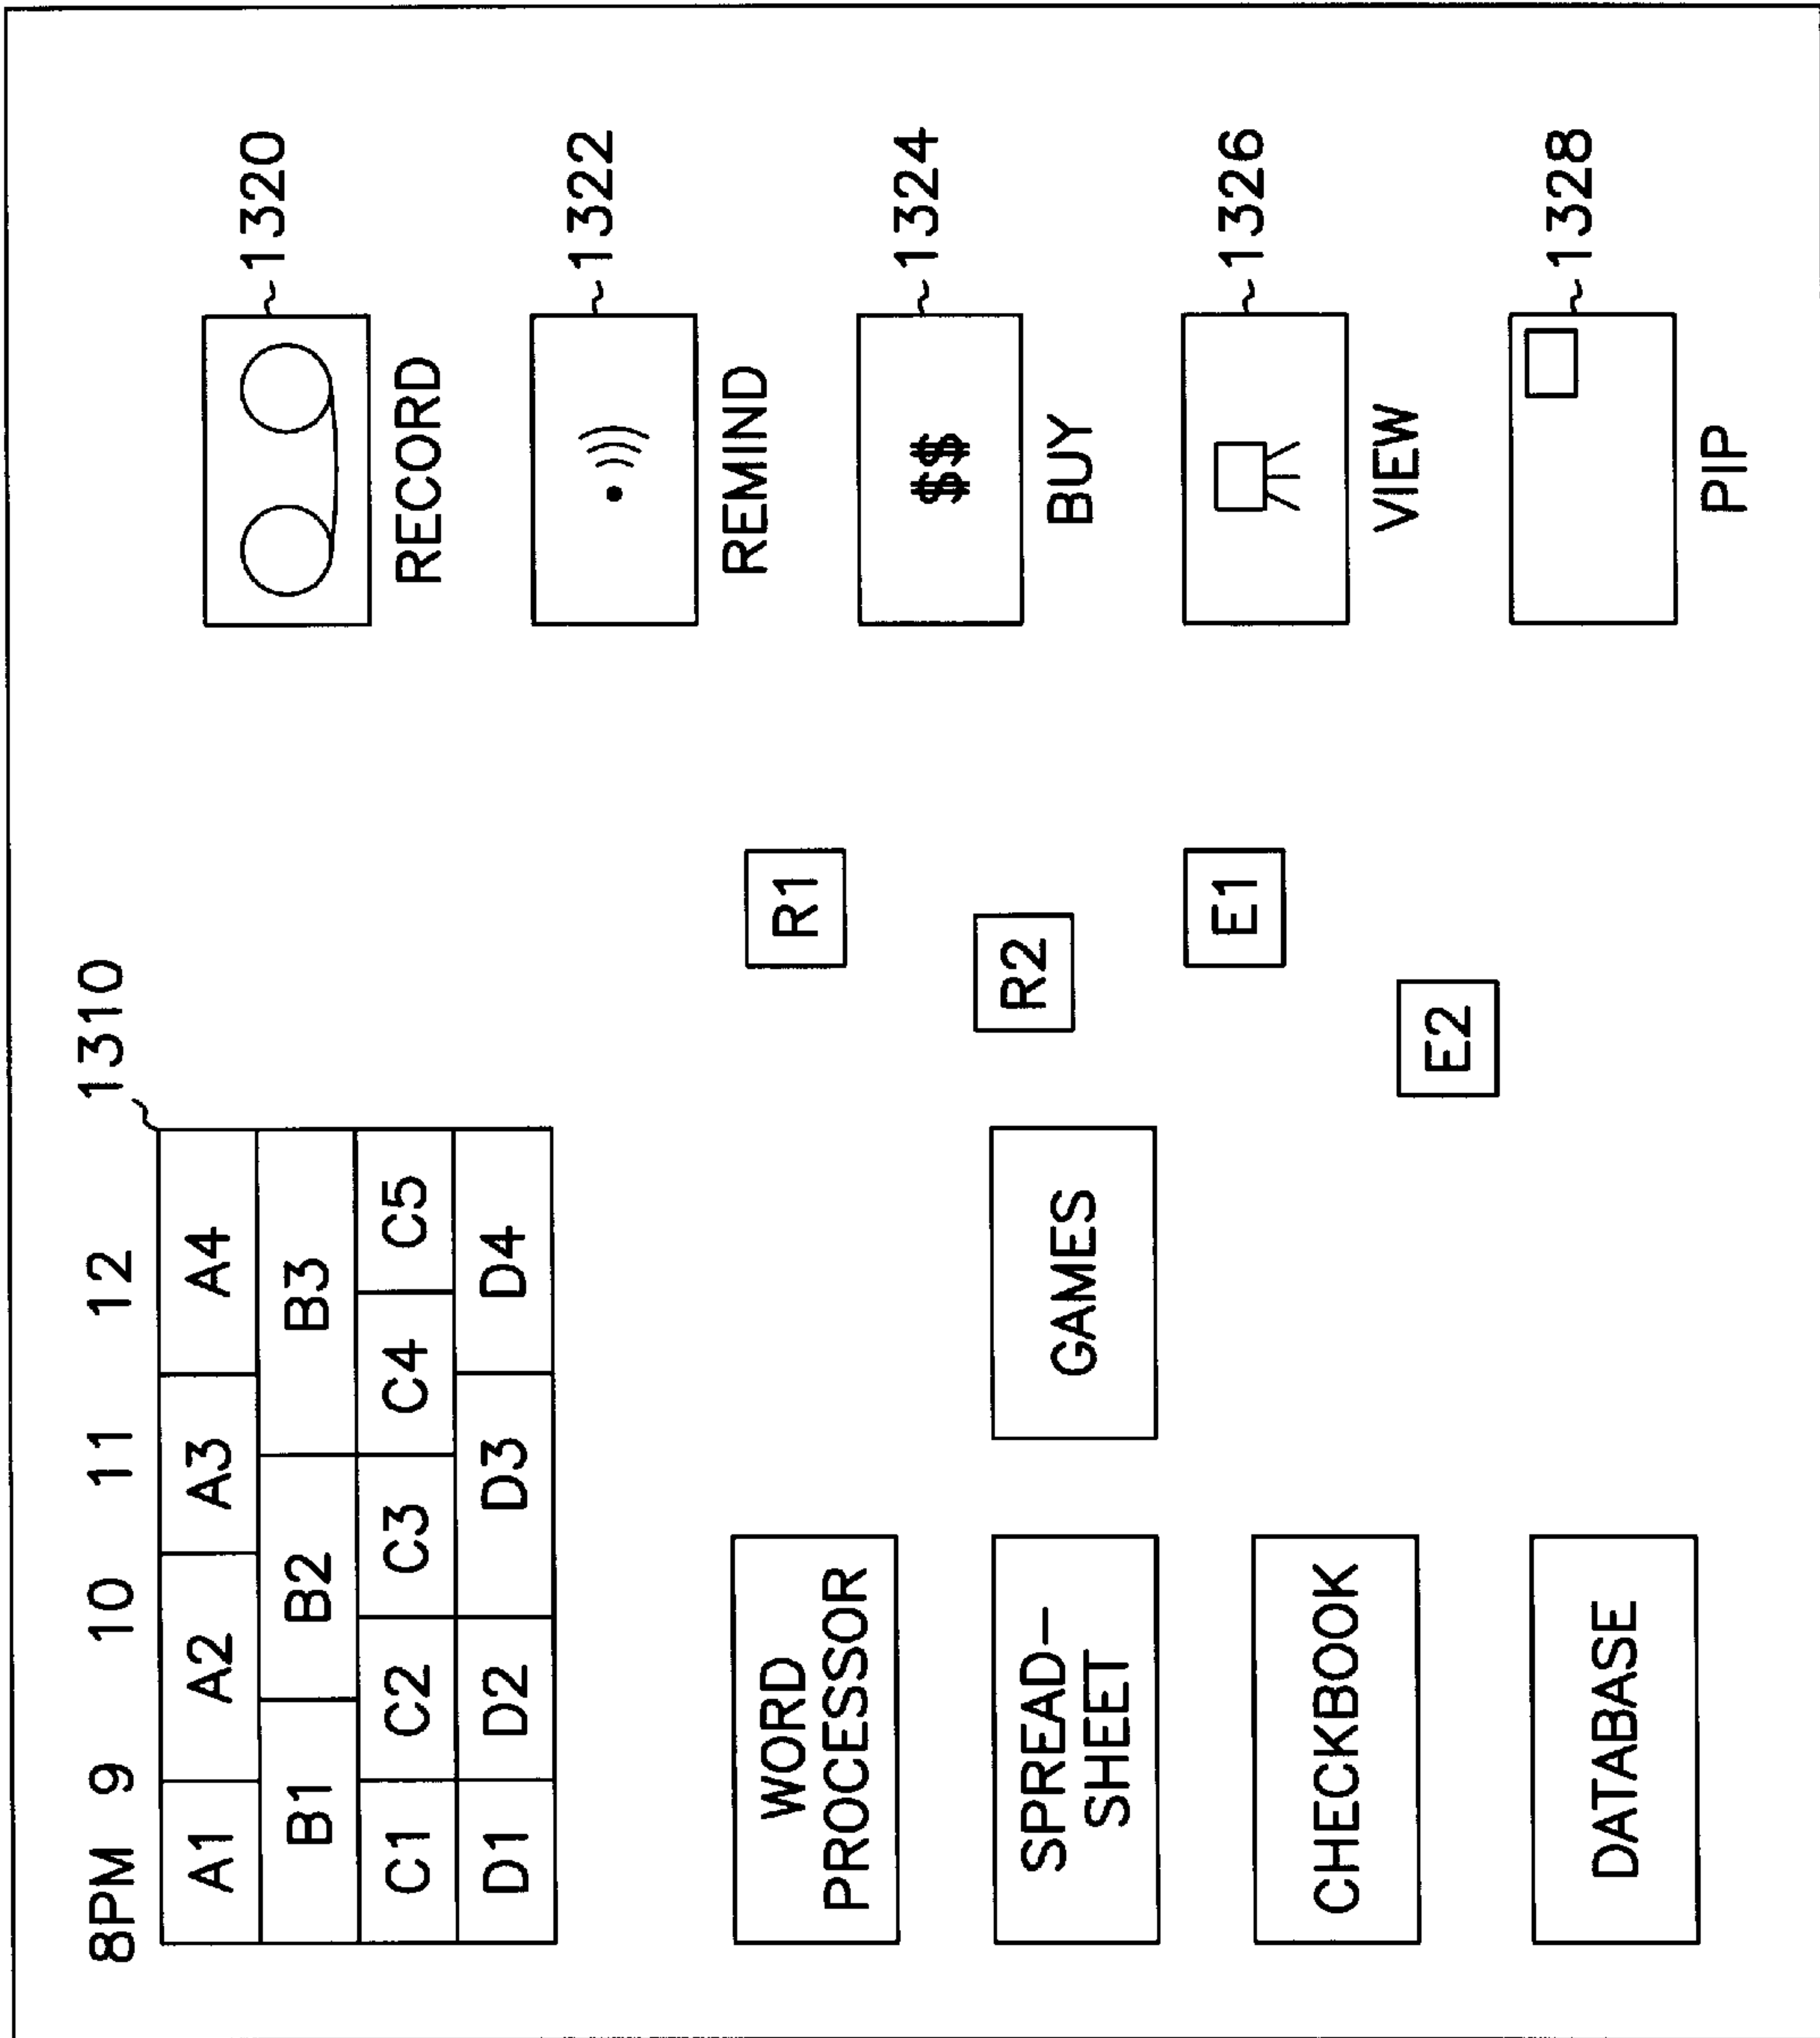 8PM 9 10 11 12
1310
A1 A2 A3 A4
B1 B2 B3
C1 C2 C3 C4 C5
D1 D2 D3 D4
1320
RECORD
1322
REMIND
$$
1324
BUY
1326
VIEW
1328
PIP
R1
R2
E1
E2
WORD
PROCESSOR
SPREAD-
SHEET
GAMES
CHECKBOOK
DATABASE